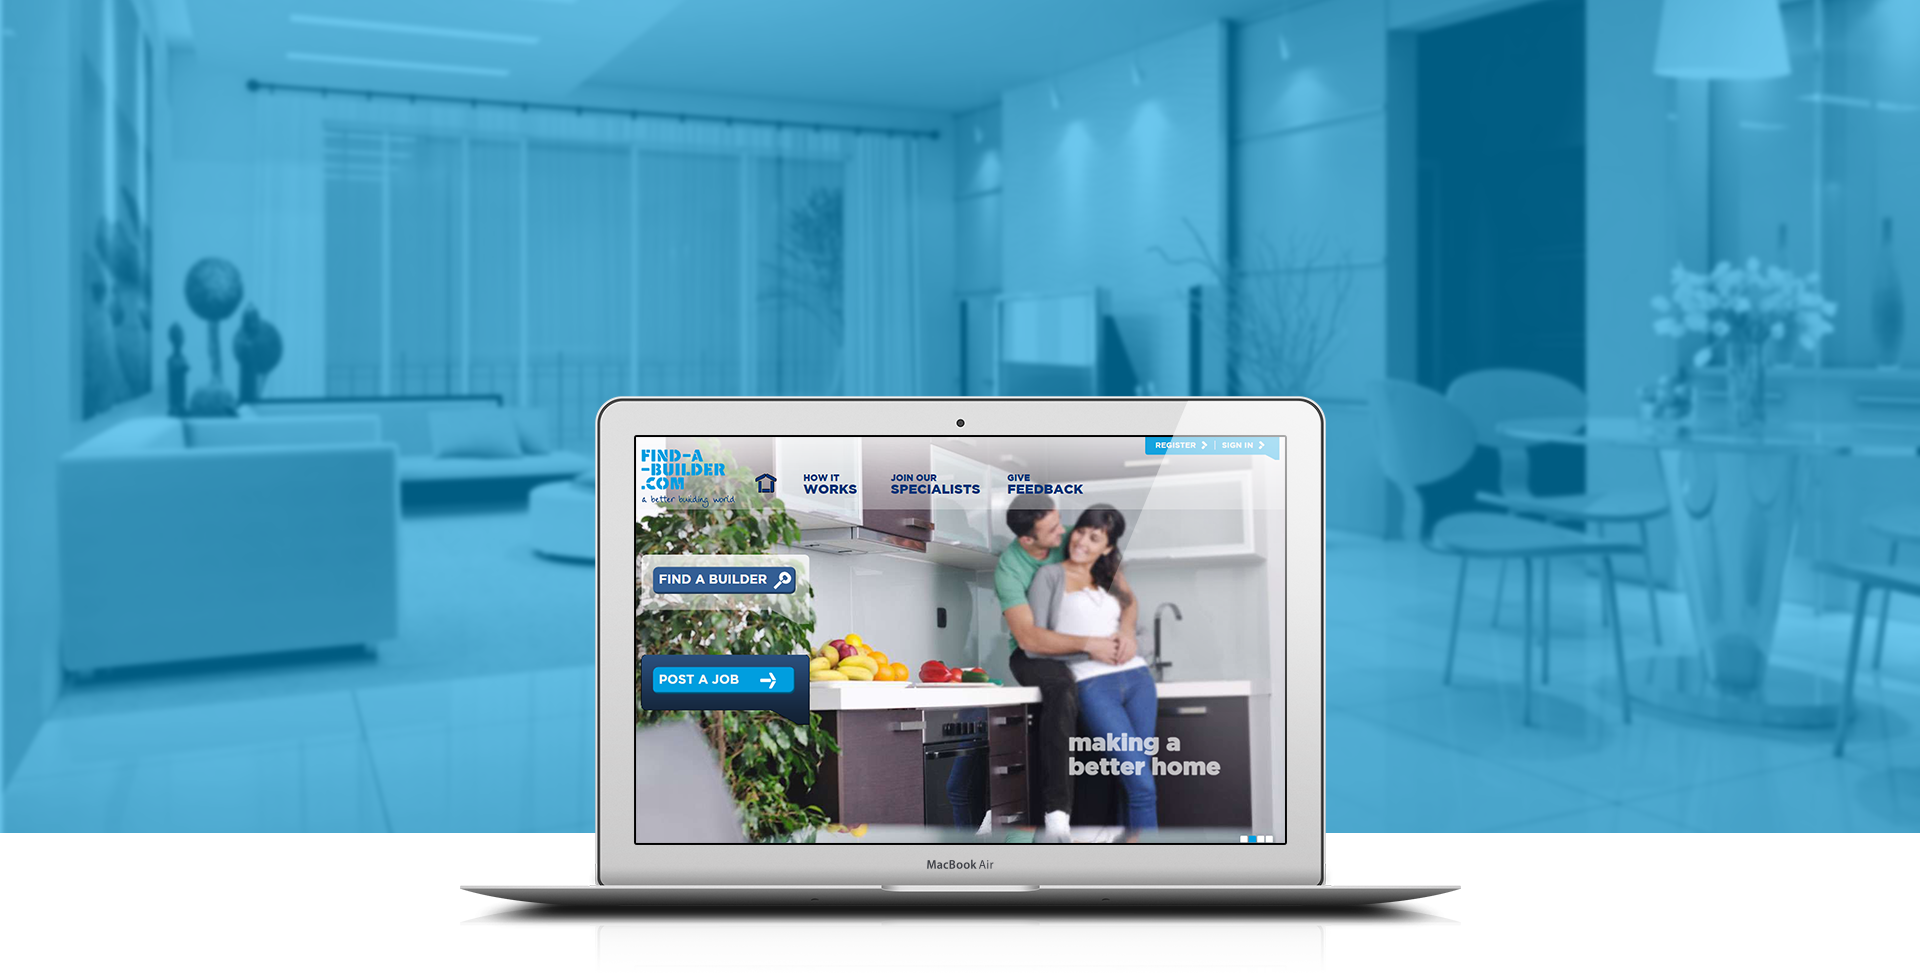 REGISTER
SIGN IN
FIND-A
-BUILDER
.COM
a better building world
HOW IT
WORKS
JOIN OUR
SPECIALISTS
GIVE
FEEDBACK
FIND A BUILDER
POST A JOB
making a
better home
MacBook Air